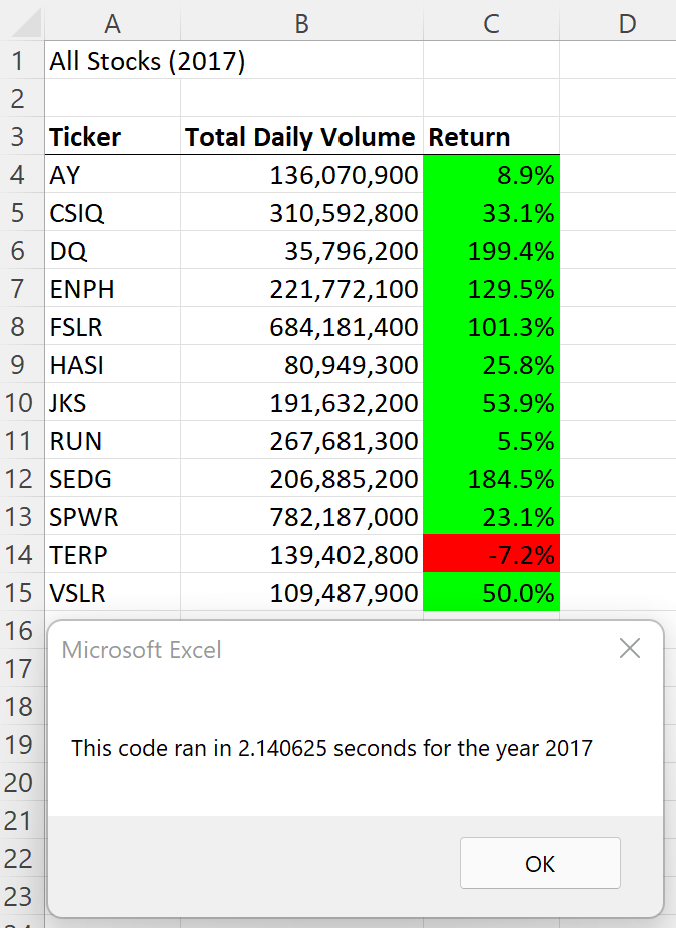 A B C D
1 All Stocks (2017)
2
3 Ticker Total Daily Volume Return
4 AY 136,070,900 8.9%
5 CSIQ 310,592,800 33.1%
6 DQ 35,796,200 199.4%
7 ENPH 221,772,100 129.5%
8 FSLR 684,181,400 101.3%
9 HASI 80,949,300 25.8%
10 JKS 191,632,200 53.9%
11 RUN 267,681,300 5.5%
12 SEDG 206,885,200 184.5%
13 SPWR 782,187,000 23.1%
14 TERP 139,402,800 -7.2%
15 VSLR 109,487,900 50.0%
16
Microsoft Excel
17
18
19 This code ran in 2.140625 seconds for the year 2017
20
21
22 OK
23